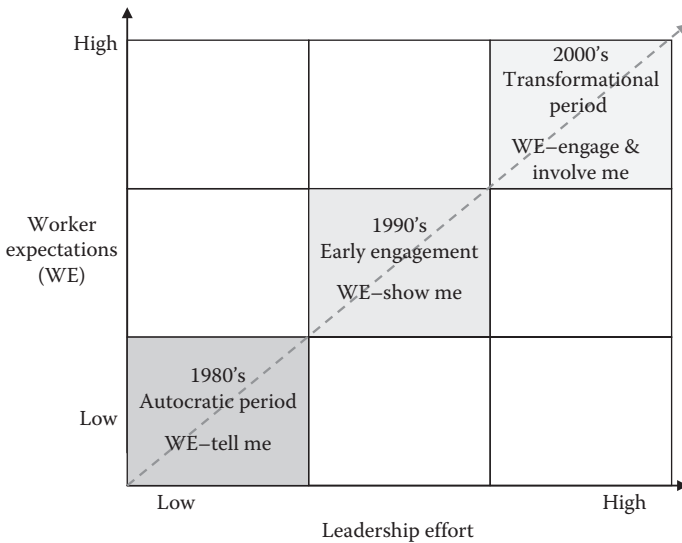 High
2000's
Transformational
period
WE–engage &
involve me
Worker
expectations
(WE)
1990's
Early engagement
WE–show me
1980's
Autocratic period
WE–tell me
Low
Low
High
Leadership effort